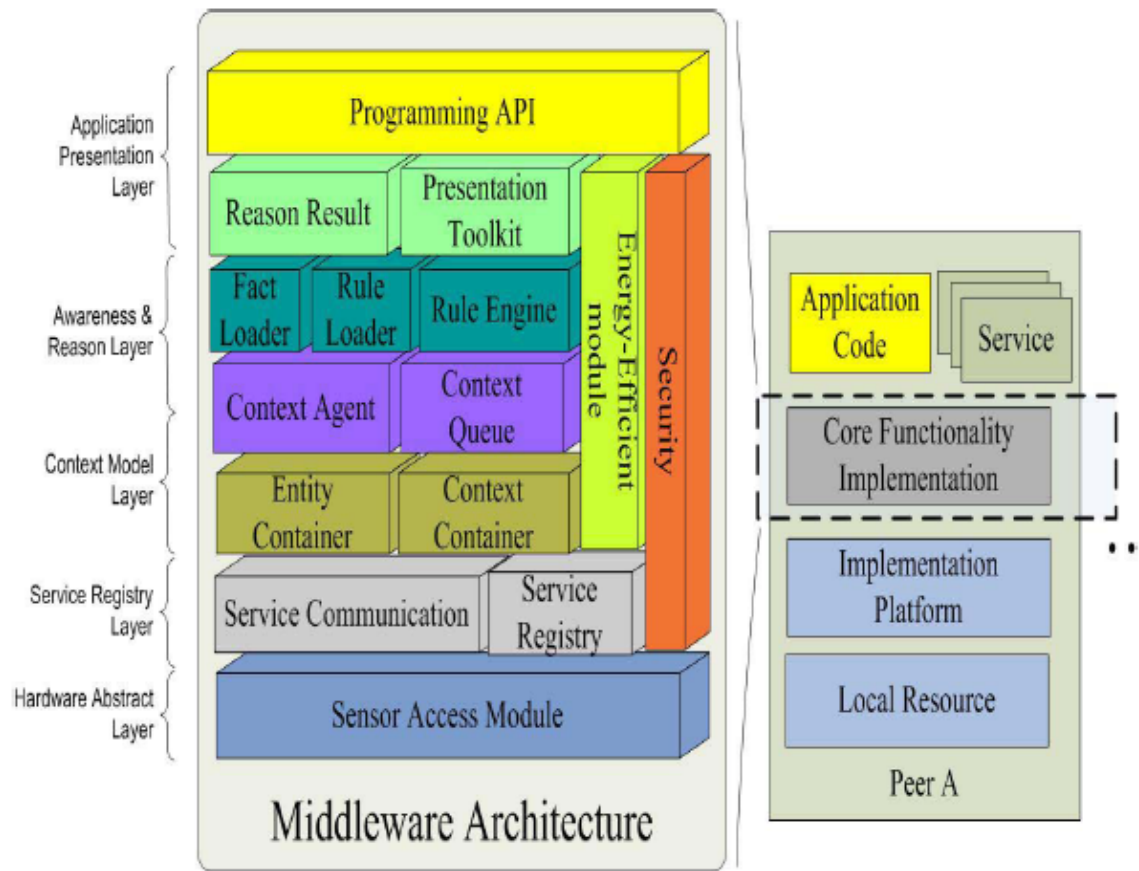 Application
Presentation
Layer
Awareness &
Reason Layer
Context Model
Layer
Service Registry
Layer
Hardware Abstract
Layer
Programming API
Reason Result
Presentation
Toolkit
Fact
Loader
Rule
Loader
Rule Engine
Context Agent
Context
Queue
Entity
Container
Context
Container
Energy-Efficient
module
Security
Service Communication
Service
Registry
Sensor Access Module
Middleware Architecture
Application
Code
Service
Core Functionality
Implementation
Implementation
Platform
Local Resource
Peer A